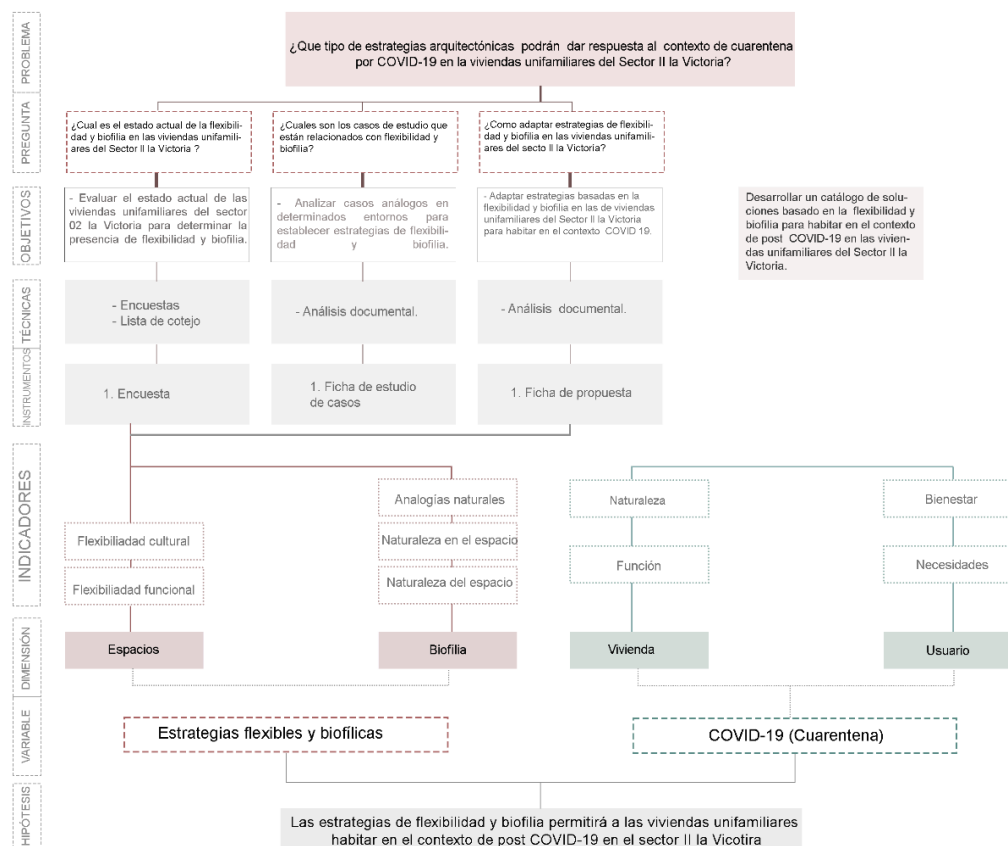 PROBLEMA
¿Que tipo de estrategias arquitectónicas podrán dar respuesta al contexto de cuarentena
por COVID-19 en la viviendas unifamiliares del Sector II la Victoria?
PREGUNTA
¿Cual es el estado actual de la flexibil-
idad y biofilia en las viviendas unifamili-
ares del Sector II la Victoria ?
¿Cuales son los casos de estudio que
están relacionados con flexibilidad y
biofilia?
¿Como adaptar estrategias de flexibil-
idad y biofilia en las viviendas unifamili-
ares del secto II la Victoria?
OBJETIVOS
- Evaluar el estado actual de las
viviendas unifamiliares del sector
02 la Victoria para determinar la
presencia de flexibilidad y biofilia.
- Analizar casos análogos en
determinados entornos para
establecer estrategias de flexibili-
dad y biofilia.
- Adaptar estrategias basadas en la
flexibilidad y biofilia en las de viviendas
unifamiliares del Sector II la Victoria
para habitar en el contexto COVID 19.
Desarrollar un catálogo de solu-
ciones basado en la flexibilidad y
biofilia para habitar en el contexto
de post COVID-19 en las vivien-
das unifamiliares del Sector II la
Victoria.
TÉCNICAS
- Encuestas
- Lista de cotejo
- Análisis documental.
- Análisis documental.
INSTRUMENTOS
1. Encuesta
1. Ficha de estudio
de casos
1. Ficha de propuesta
INDICADORES
Analogías naturales
Naturaleza
Bienestar
Flexibiliadad cultural
Naturaleza en el espacio
Función
Necesidades
Flexibiliadad funcional
Naturaleza del espacio
DIMENSIÓN
Espacios
Biofilia
Vivienda
Usuario
VARIABLE
Estrategias flexibles y biofílicas
COVID-19 (Cuarentena)
HIPÓTESIS
Las estrategias de flexibilidad y biofilia permitirá a las viviendas unifamiliares
habitar en el contexto de post COVID-19 en el sector II la Vicotira